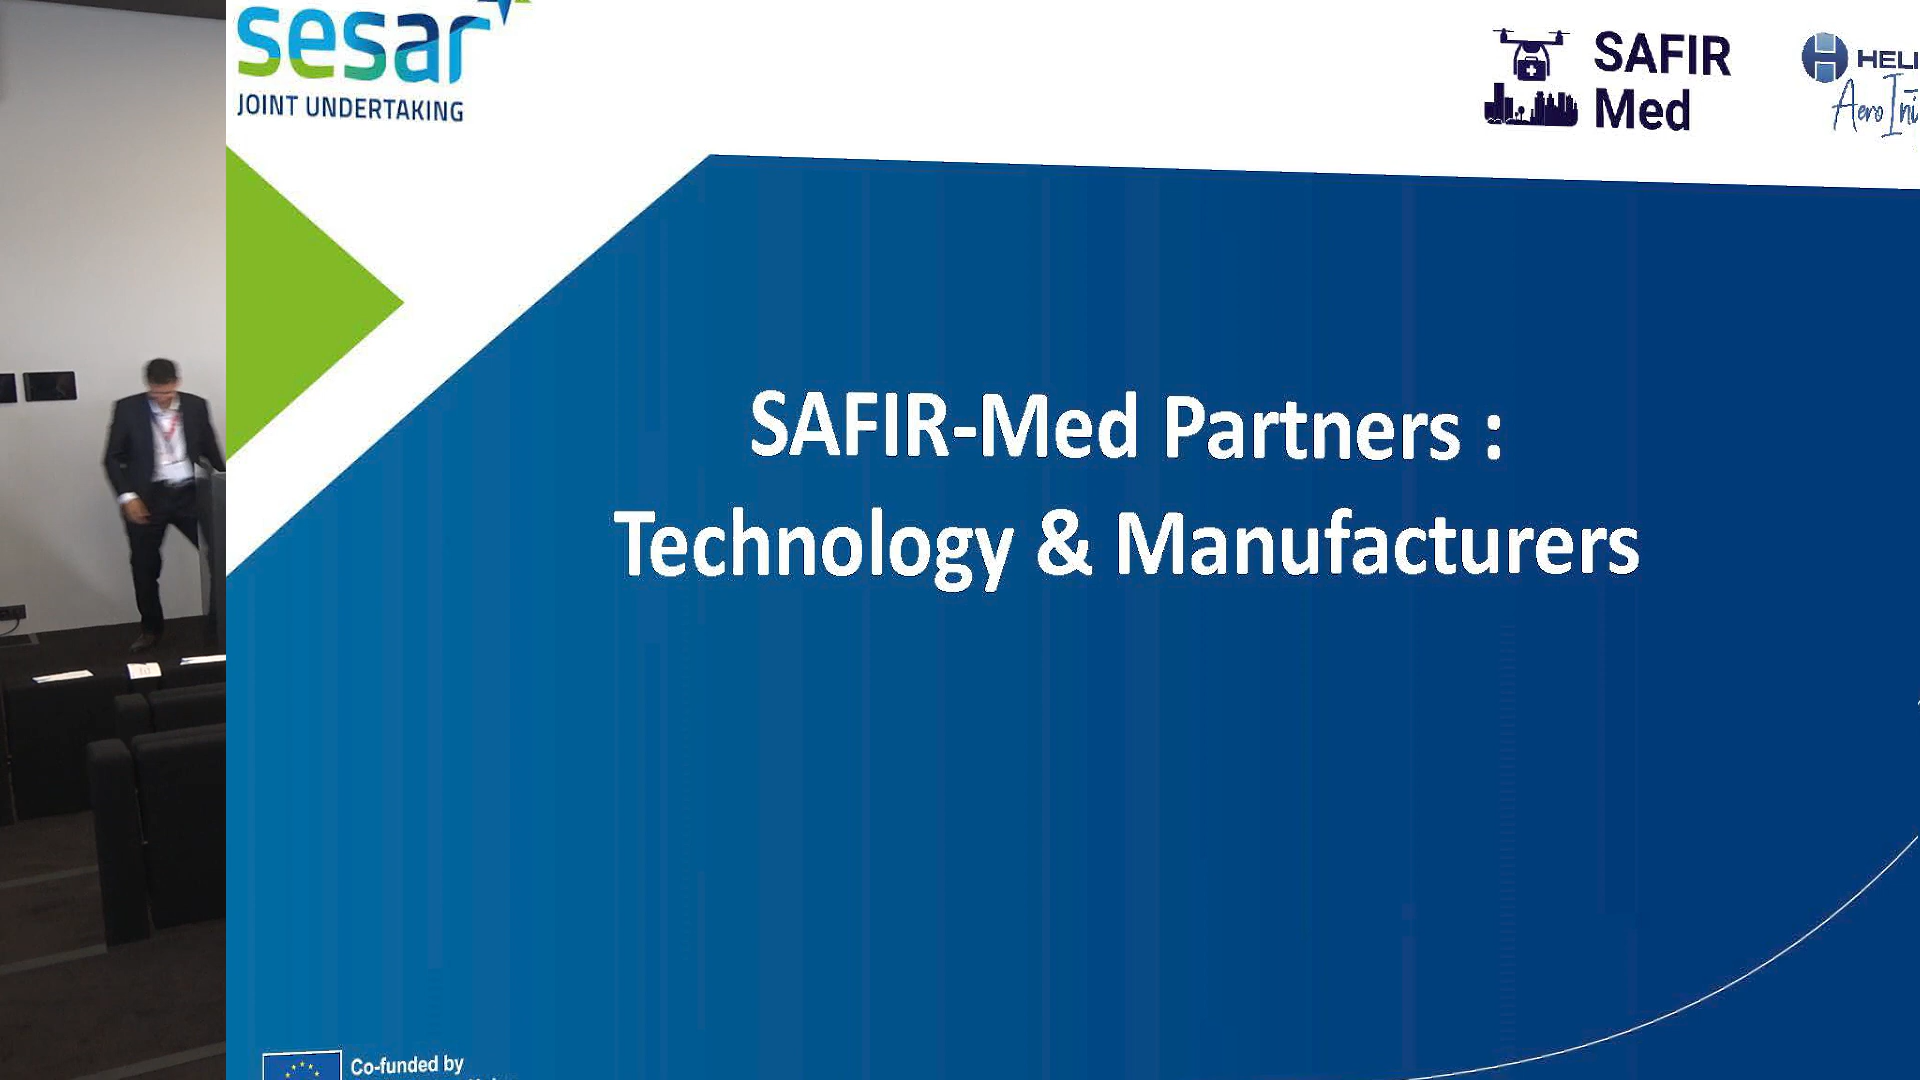 sesar
JOINT UNDERTAKING
SAFIR
Med
SAFIR-Med Partners :
Technology & Manufacturers
Co-funded by